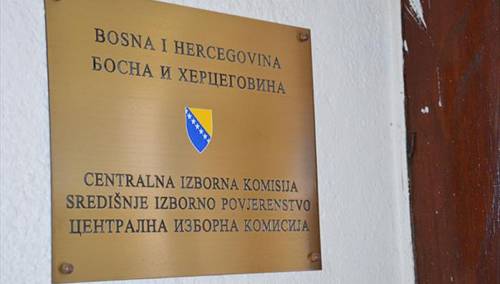 BOSNA I HERCEGOVINA
БОСНА И ХЕРЦЕГОВИНА
CENTRALNA IZBORNA KOMISIJA
SREDIŠNJE IZBORNO POVJERENSTVO
ЦЕНТРАЛНА ИЗБОРНА КОМИСИЈА